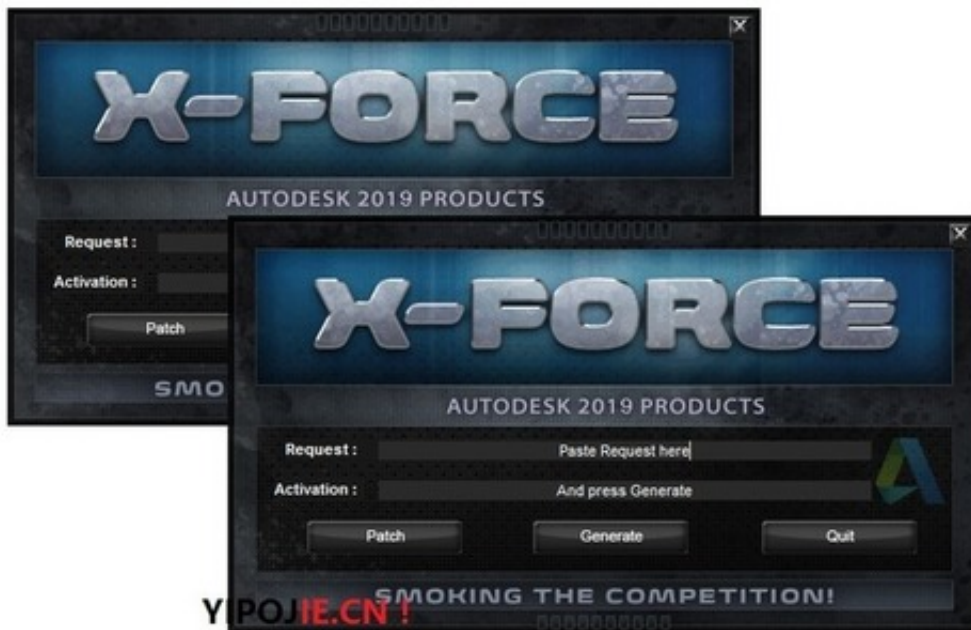 X-FORCE
AUTODESK 2019 PRODUCTS
Request :
Activation :
Patch
SMO
X-FORCE
AUTODESK 2019 PRODUCTS
Request :
Paste Request here
Activation :
And press Generate
Patch
Generate
Quit
SMOKING THE COMPETITION!
YIPOJIE.CN !